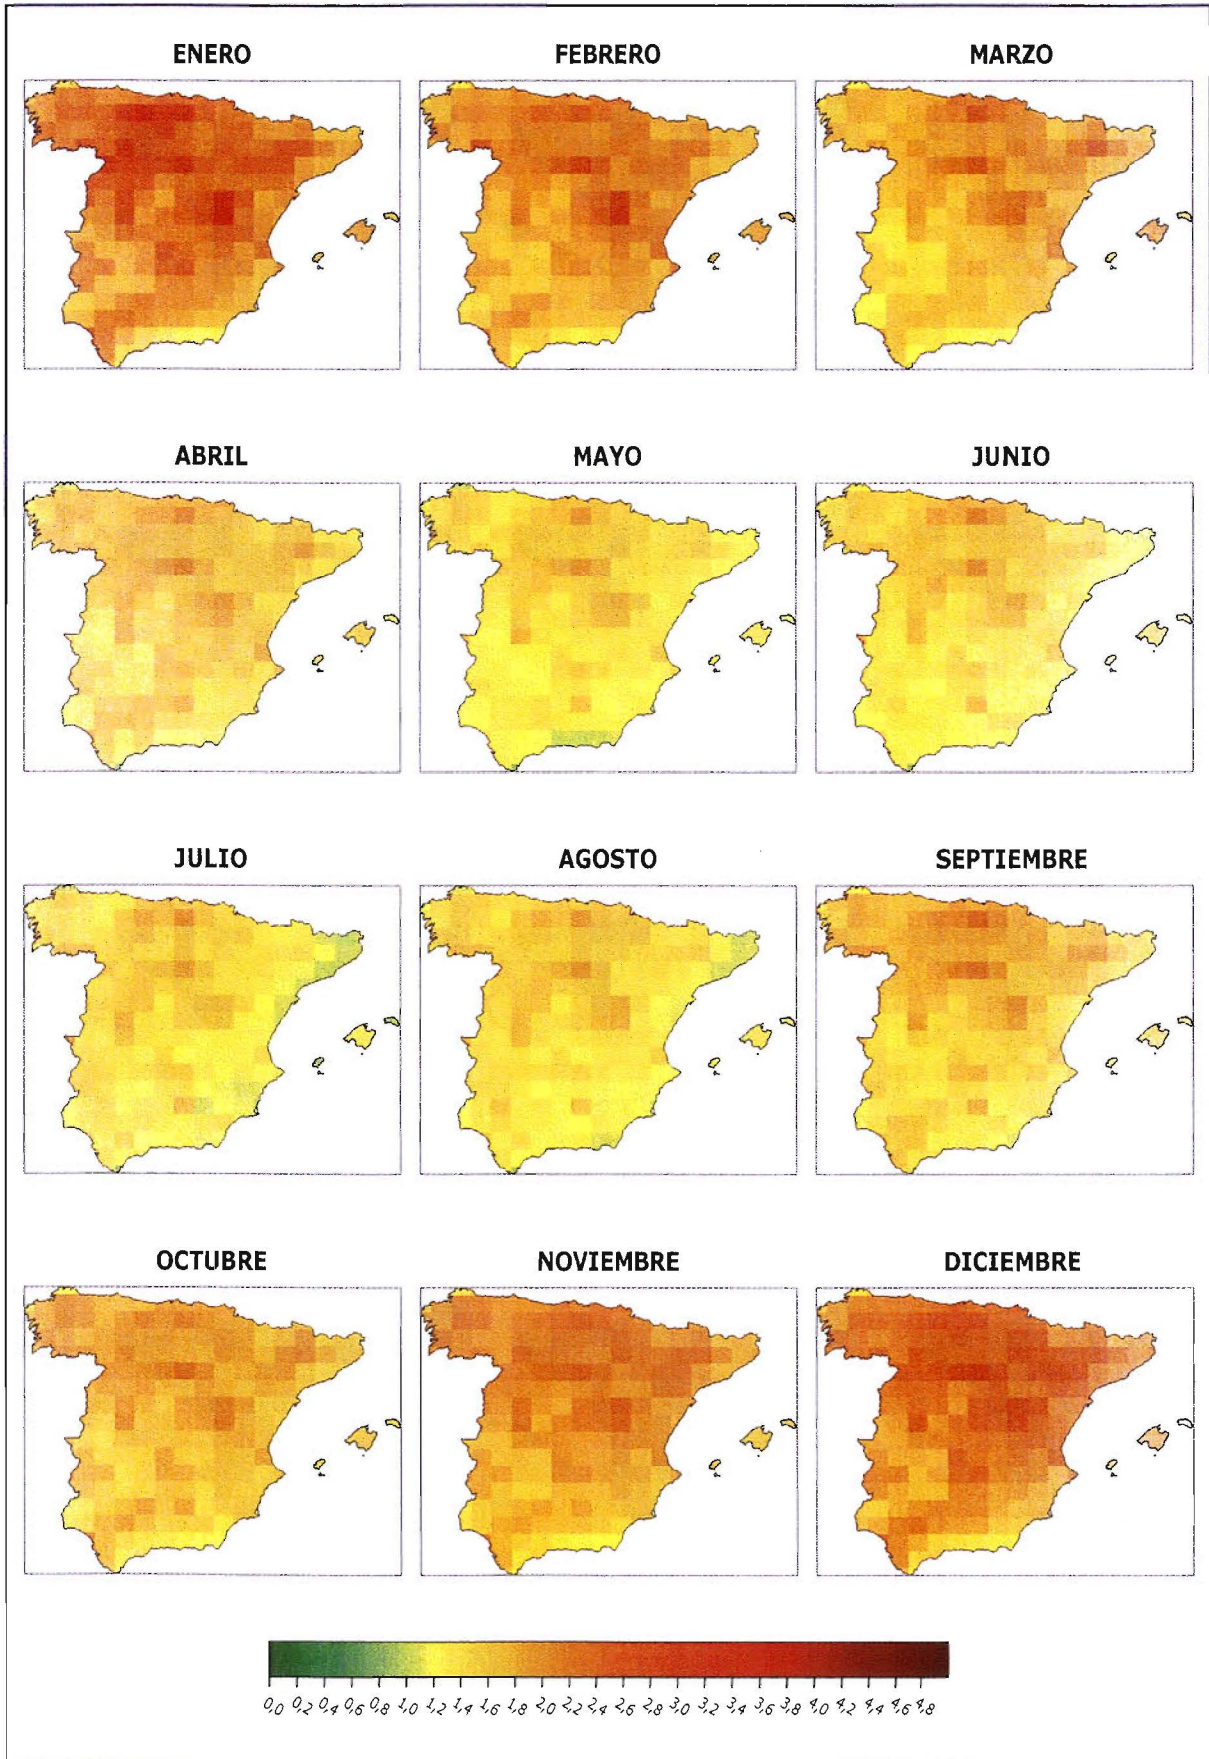 ENERO FEBRERO MARZO
ABRIL MAYO JUNIO
JULIO AGOSTO SEPTIEMBRE
OCTUBRE NOVIEMBRE DICIEMBRE
0,0 0,2 0,4 0,6 0,8 1,0 1,2 1,4 1,6 1,8 2,0 2,2 2,4 2,6 2,8 3,0 3,2 3,4 3,6 3,8 4,0 4,2 4,4 4,6 4,8